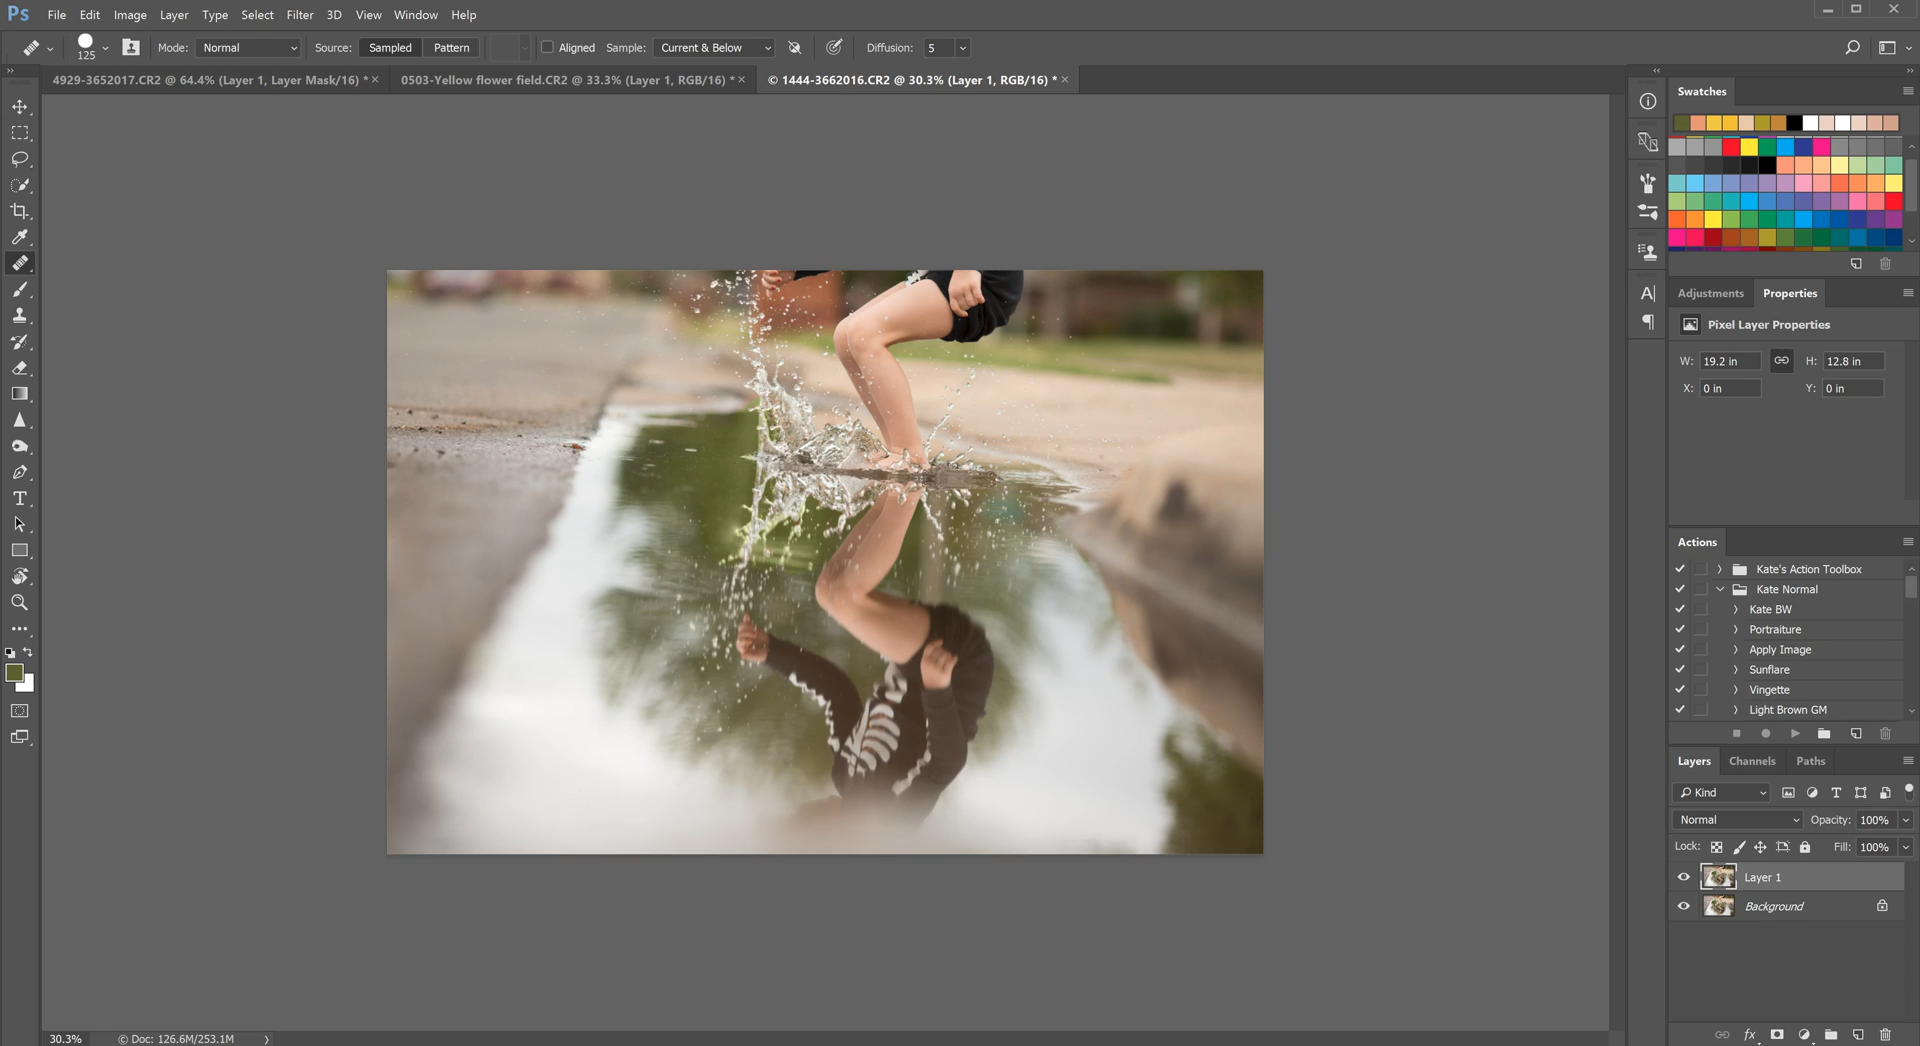 Ps File Edit Image Layer Type Select Filter 3D View Window Help
125 Mode: Normal Source: Sampled Pattern Aligned Sample: Current & Below Diffusion: 5
4929-3652017.CR2 @ 64.4% (Layer 1, Layer Mask/16) * 0503-Yellow flower field.CR2 @ 33.3% (Layer 1, RGB/16) * © 1444-3662016.CR2 @ 30.3% (Layer 1, RGB/16) *
Swatches
Adjustments Properties
Pixel Layer Properties
W: 19.2 in H: 12.8 in
X: 0 in Y: 0 in
Actions
Kate's Action Toolbox
Kate Normal
Kate BW
Portraiture
Apply Image
Sunflare
Vingette
Light Brown GM
Layers Channels Paths
Kind
Normal Opacity: 100%
Lock: Fill: 100%
Layer 1
Background
30.3% © Doc: 126.6M/253.1M